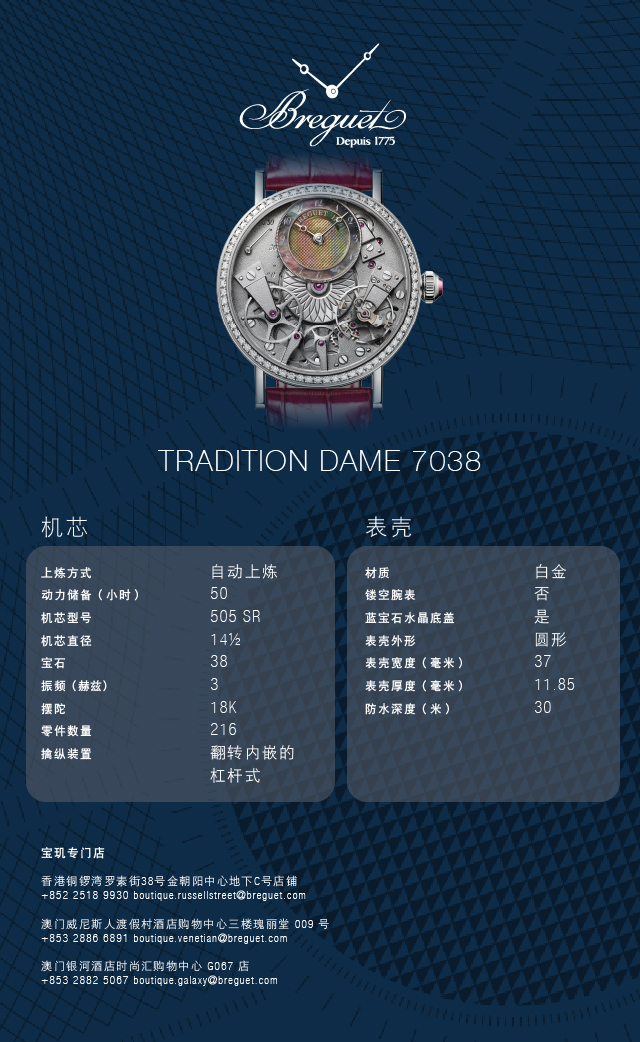 Breguet
Depuis 1775
BREGUET
TRADITION DAME 7038
机芯
上炼方式 自动上炼
动力储备（小时） 50
机芯型号 505 SR
机芯直径 14½
宝石 38
振频（赫兹） 3
摆陀 18K
零件数量 216
擒纵装置 翻转内嵌的
杠杆式
表壳
材质 白金
镂空腕表 否
蓝宝石水晶底盖 是
表壳外形 圆形
表壳宽度（毫米） 37
表壳厚度（毫米） 11.85
防水深度（米） 30
宝玑专门店
香港铜锣湾罗素街38号金朝阳中心地下C号店铺
+852 2518 9930 boutique.russellstreet@breguet.com
澳门威尼斯人渡假村酒店购物中心三楼瑰丽堂 009 号
+853 2886 6891 boutique.venetian@breguet.com
澳门银河酒店时尚汇购物中心 G067 店
+853 2882 5067 boutique.galaxy@breguet.com